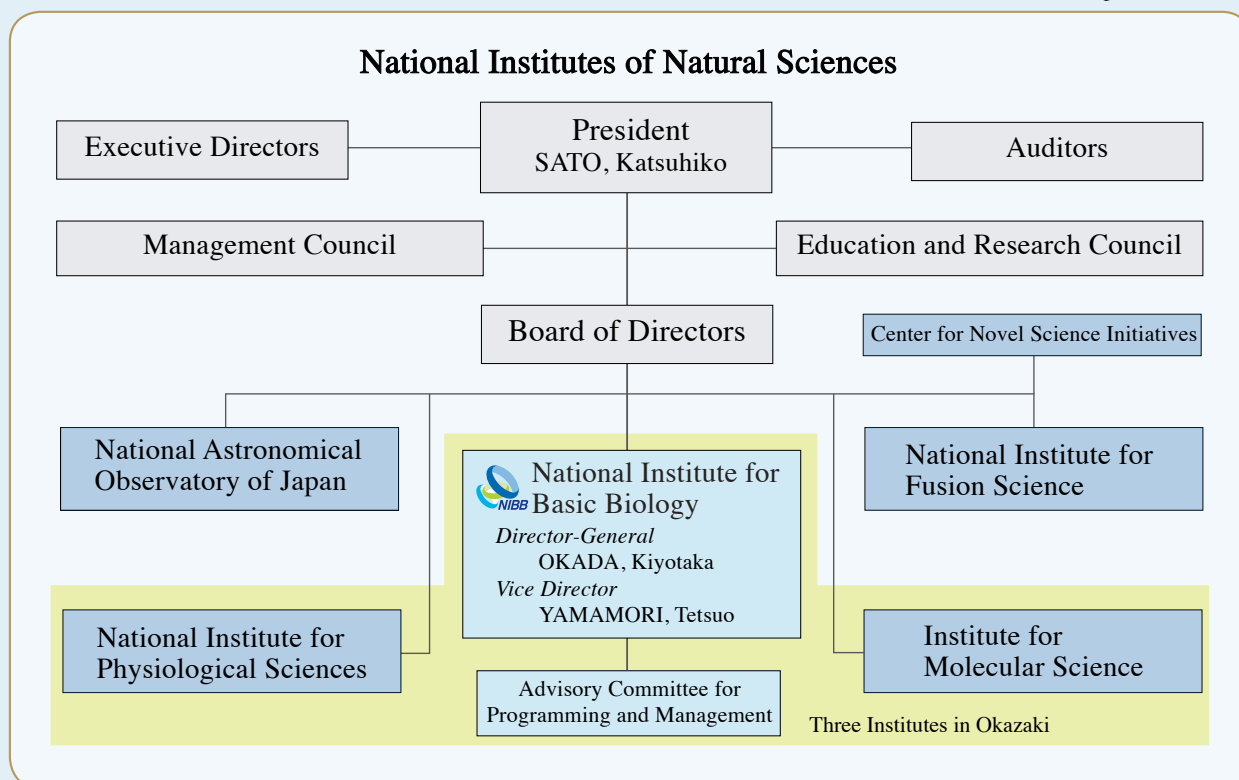 National Institutes of Natural Sciences
President
SATO, Katsuhiko
Executive Directors
Auditors
Management Council
Education and Research Council
Board of Directors
Center for Novel Science Initiatives
National Astronomical
Observatory of Japan
NIBB
National Institute for
Basic Biology
Director-General
OKADA, Kiyotaka
Vice Director
YAMAMORI, Tetsuo
National Institute for
Fusion Science
National Institute for
Physiological Sciences
Institute for
Molecular Science
Advisory Committee for
Programming and Management
Three Institutes in Okazaki